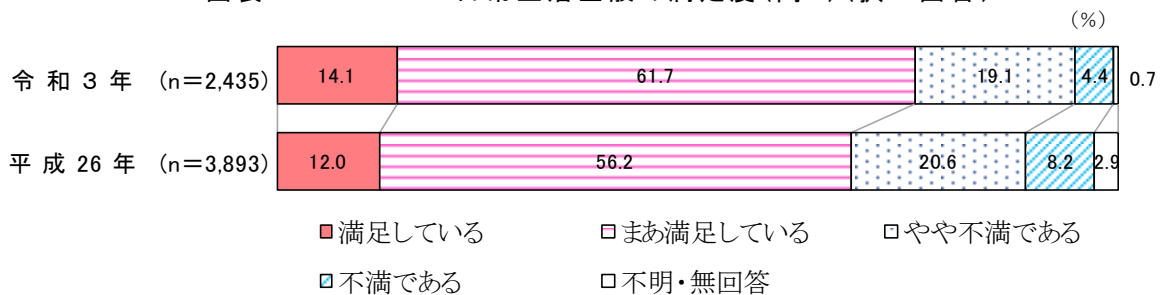 (%)
令和3年 (n=2,435) 14.1 61.7 19.1 4.4 0.7
平成26年 (n=3,893) 12.0 56.2 20.6 8.2 2.9
満足している まあ満足している やや不満である
不満である 不明・無回答